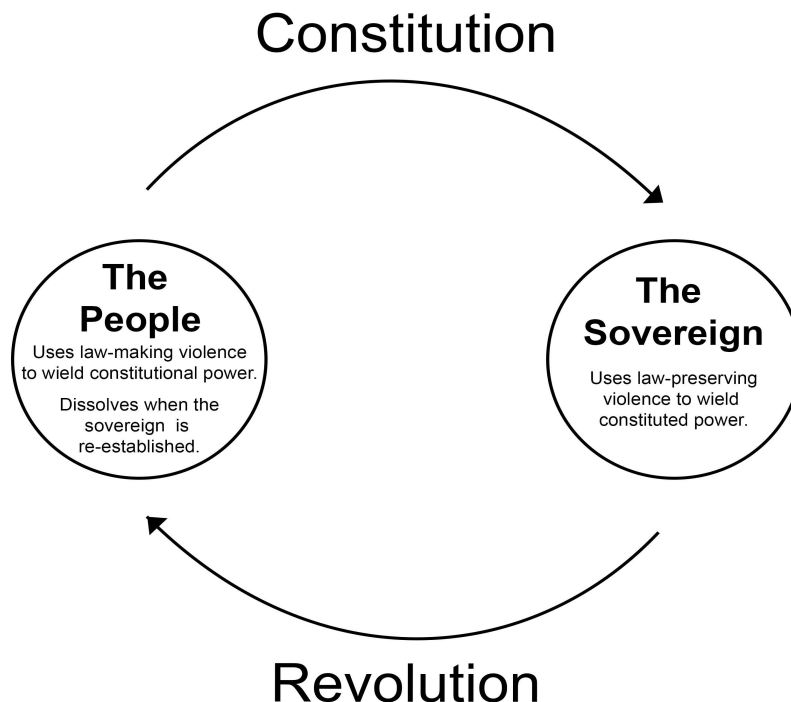 Constitution
The
People
Uses law-making violence
to wield constitutional power.
Dissolves when the
sovereign is
re-established.
The
Sovereign
Uses law-preserving
violence to wield
constituted power.
Revolution